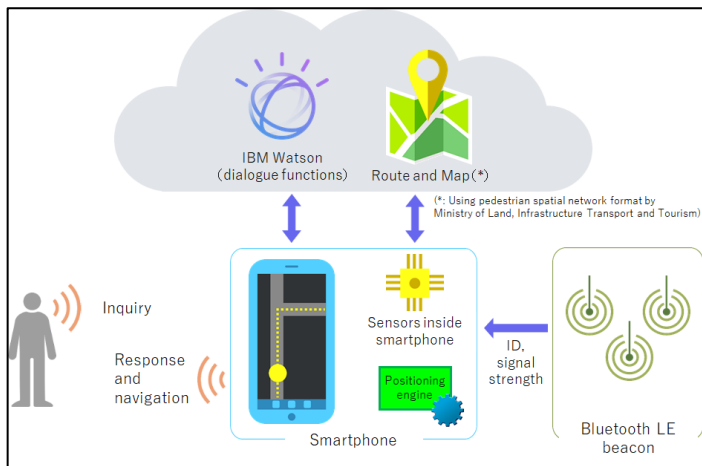 IBM Watson
(dialogue functions)
Route and Map(*)
(*: Using pedestrian spatial network format by
Ministry of Land, Infrastructure Transport and Tourism)
Inquiry
Response
and
navigation
Sensors inside
smartphone
Positioning
engine
Smartphone
ID,
signal
strength
Bluetooth LE
beacon